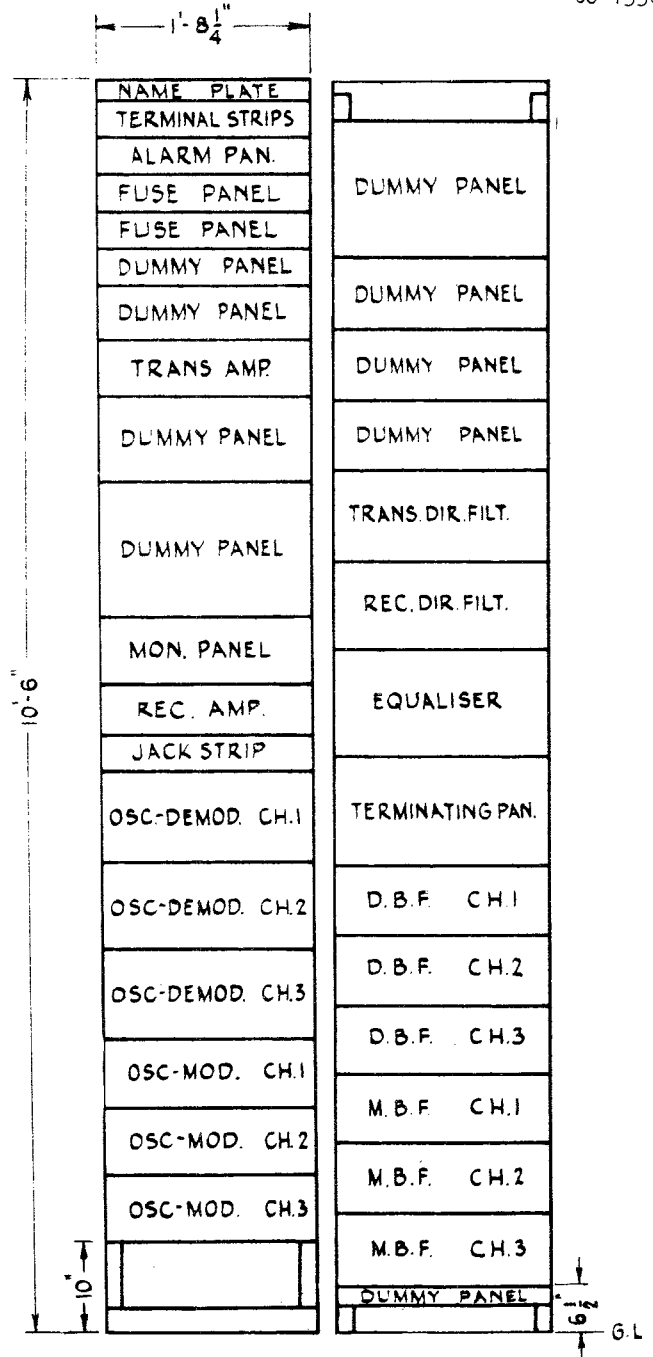 1'-8 1/4"
NAME PLATE
TERMINAL STRIPS
ALARM PAN.
FUSE PANEL
FUSE PANEL
DUMMY PANEL
DUMMY PANEL
TRANS AMP.
DUMMY PANEL
DUMMY PANEL
MON. PANEL
REC. AMP.
JACK STRIP
OSC-DEMOD. CH.1
OSC-DEMOD. CH.2
OSC-DEMOD. CH.3
OSC-MOD. CH.1
OSC-MOD. CH.2
OSC-MOD. CH.3
10'-6"
10"
DUMMY PANEL
DUMMY PANEL
DUMMY PANEL
DUMMY PANEL
TRANS. DIR. FILT.
REC. DIR. FILT.
EQUALISER
TERMINATING PAN.
D.B.F. CH.1
D.B.F. CH.2
D.B.F. CH.3
M.B.F. CH.1
M.B.F. CH.2
M.B.F. CH.3
DUMMY PANEL
6 1/2"
G.L